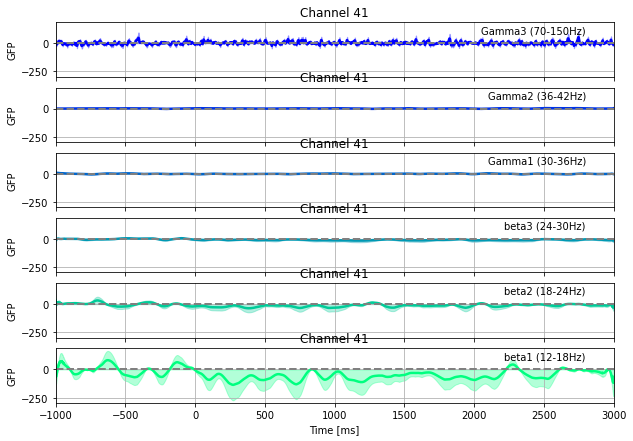 Channel 41
Gamma3 (70-150Hz)
GFP
0
−250
Channel 41
Gamma2 (36-42Hz)
GFP
0
−250
Channel 41
Gamma1 (30-36Hz)
GFP
0
−250
Channel 41
beta3 (24-30Hz)
GFP
0
−250
Channel 41
beta2 (18-24Hz)
GFP
0
−250
Channel 41
beta1 (12-18Hz)
GFP
0
−250
−1000 −500 0 500 1000 1500 2000 2500 3000
Time [ms]